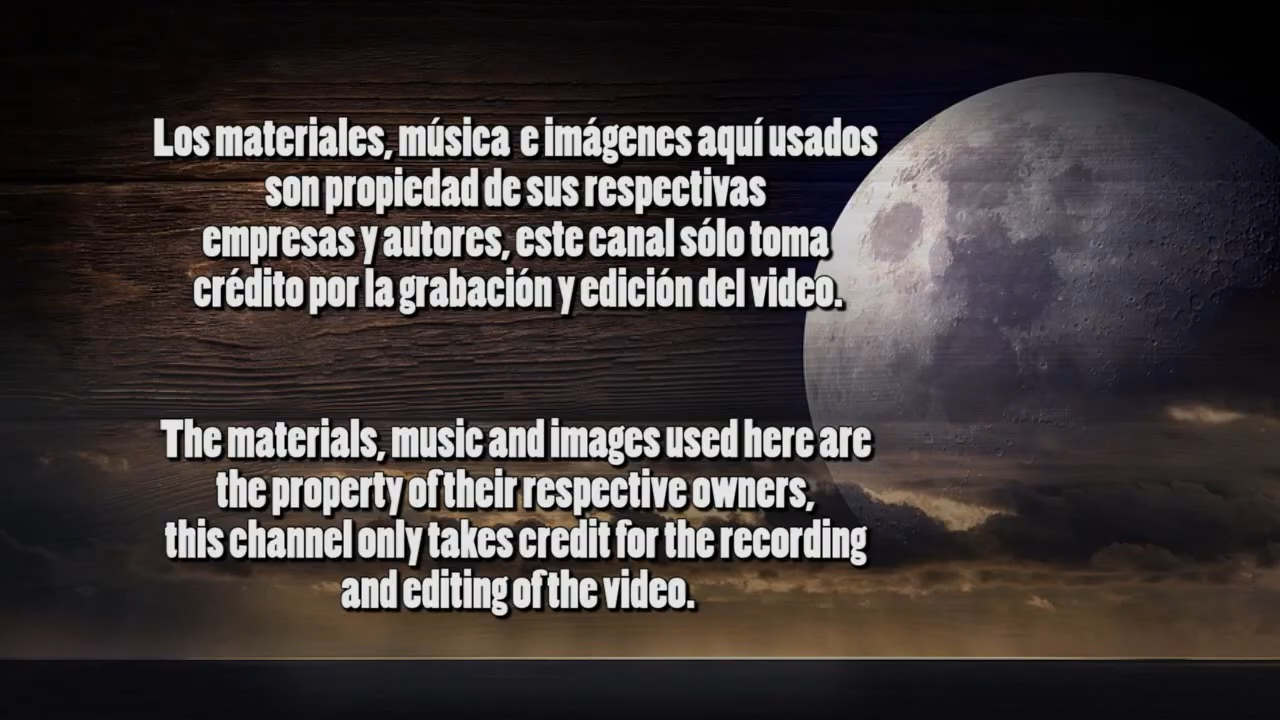 Los materiales, música e imágenes aquí usados
son propiedad de sus respectivas
empresas y autores, este canal sólo toma
crédito por la grabación y edición del video.
The materials, music and images used here are
the property of their respective owners,
this channel only takes credit for the recording
and editing of the video.